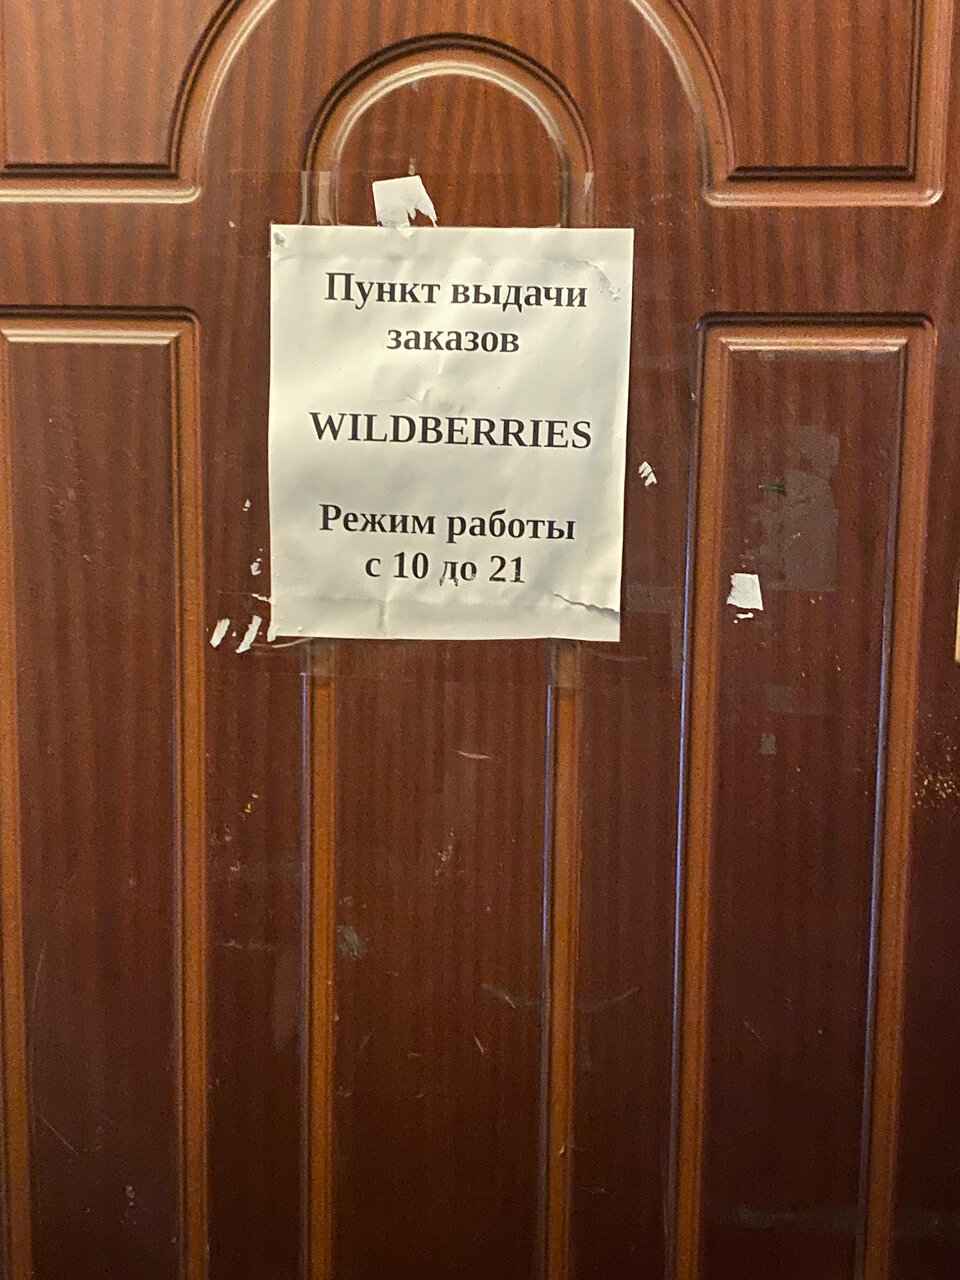 Пункт выдачи
заказов
WILDBERRIES
Режим работы
с 10 до 21